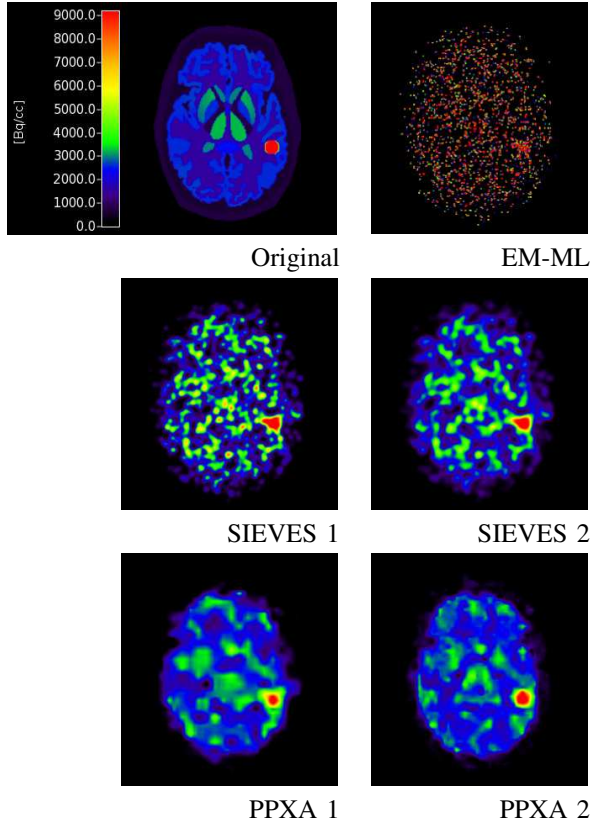 9000.0
8000.0
7000.0
6000.0
5000.0
4000.0
3000.0
2000.0
1000.0
0.0
[Bq/cc]
Original
EM-ML
SIEVES 1
SIEVES 2
PPXA 1
PPXA 2